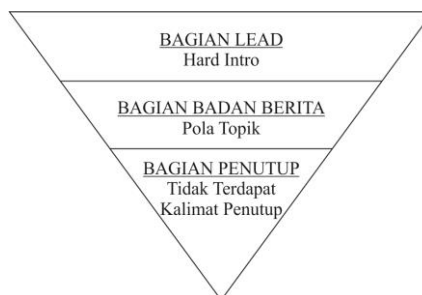 BAGIAN LEAD
Hard Intro
BAGIAN BADAN BERITA
Pola Topik
BAGIAN PENUTUP
Tidak Terdapat
Kalimat Penutup